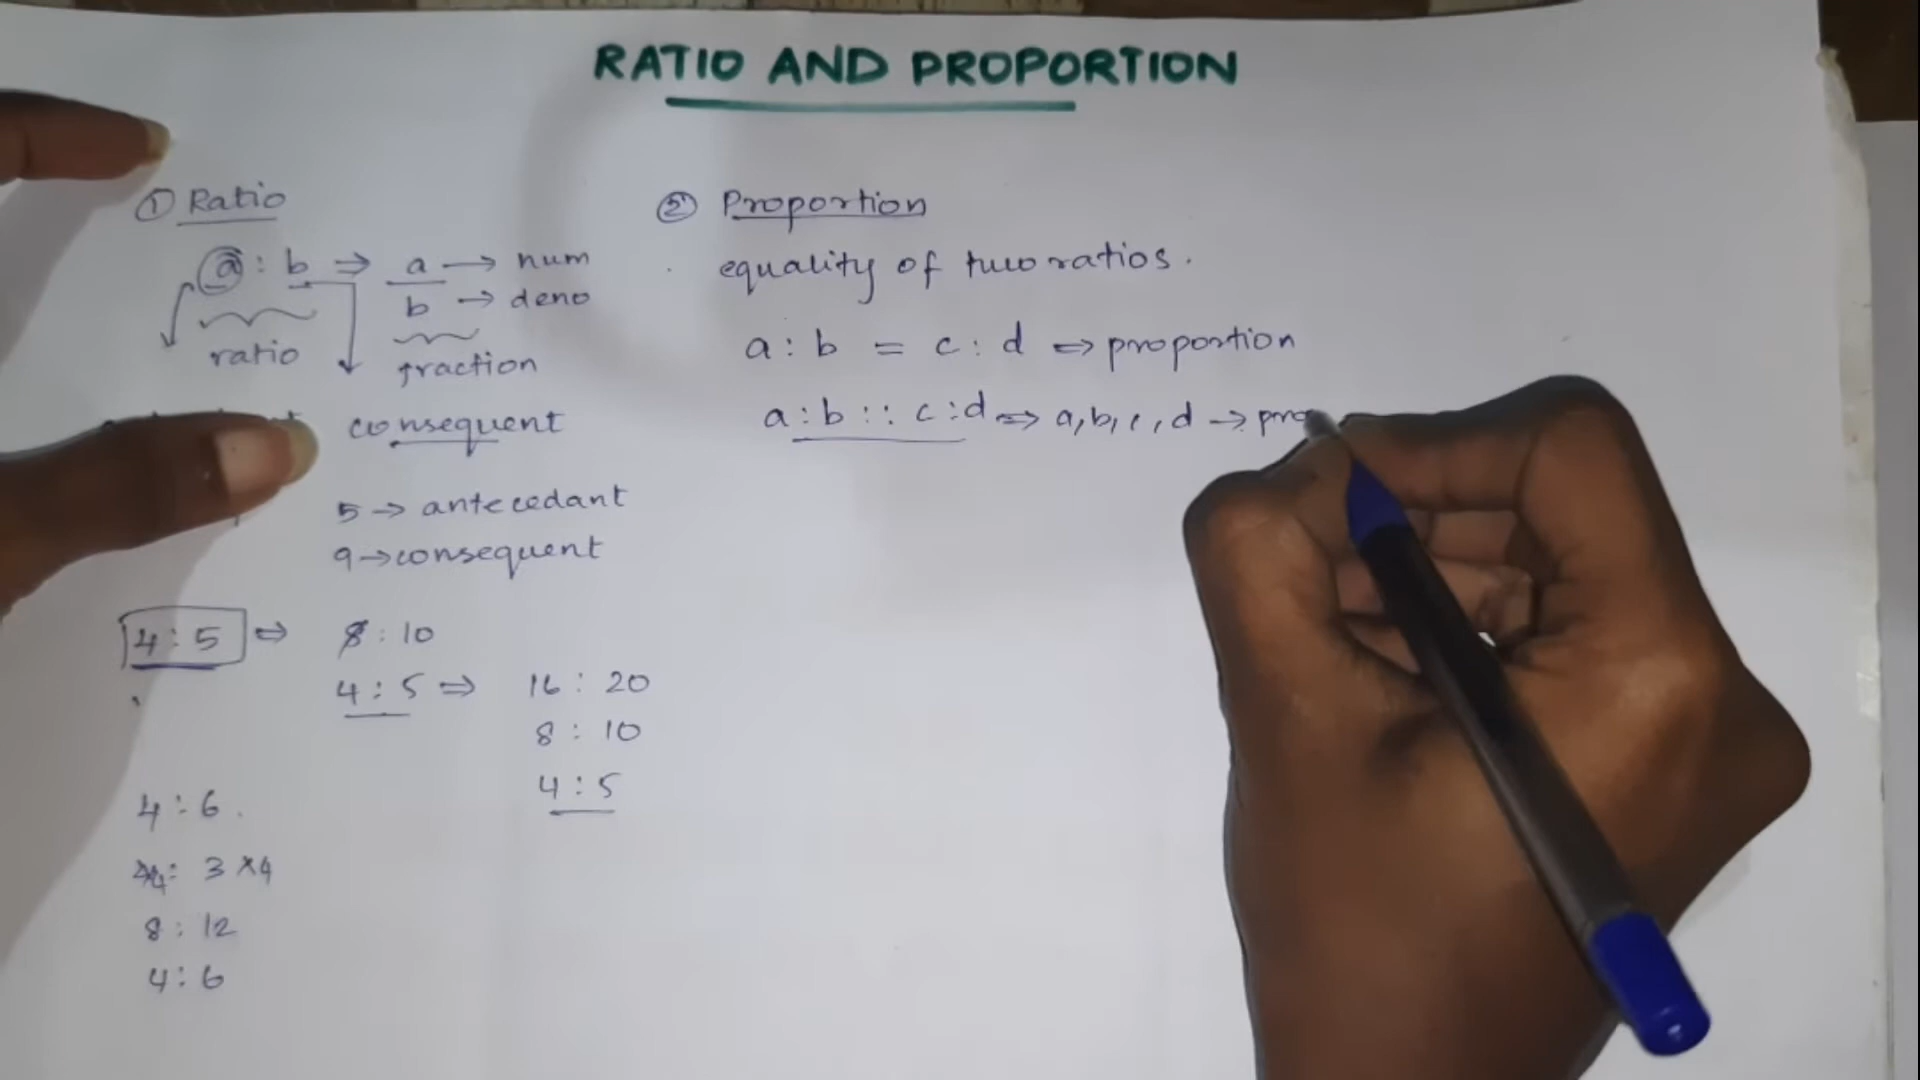 RATIO AND PROPORTION
① Ratio
a : b ⇒ a → num
b → deno
ratio
fraction
consequent
5 → antecedant
9 → consequent
4 : 5 ⇒ 8 : 10
4 : 5 ⇒ 16 : 20
8 : 10
4 : 5
4 : 6
4 : 3 ×4
8 : 12
4 : 6
② Proportion
equality of two ratios.
a : b = c : d ⇒ proportion
a : b :: c : d ⇒ a, b, c, d → pro